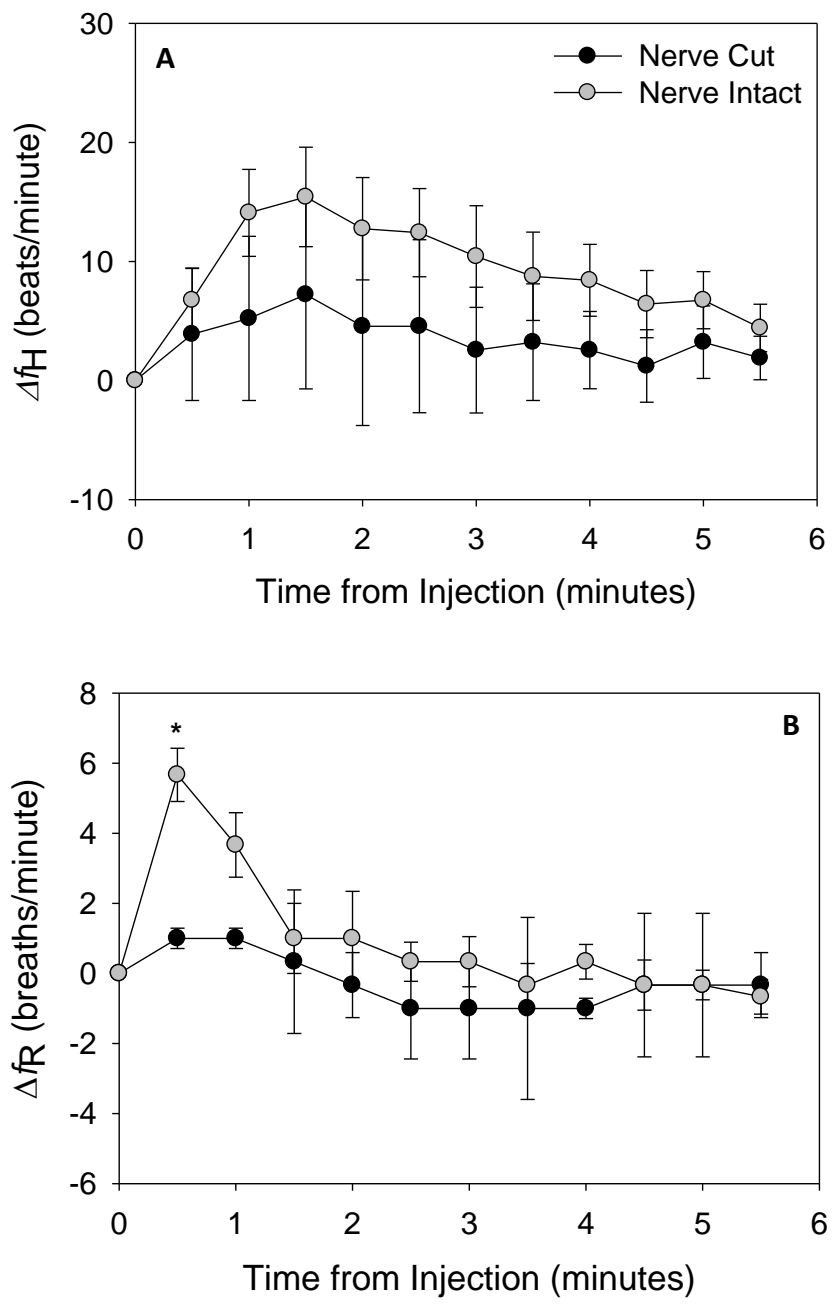 30
A
Nerve Cut
Nerve Intact
20
10
0
-10
ΔfH (beats/minute)
0 1 2 3 4 5 6
Time from Injection (minutes)
8
*
B
6
4
2
0
-2
-4
-6
ΔfR (breaths/minute)
0 1 2 3 4 5 6
Time from Injection (minutes)